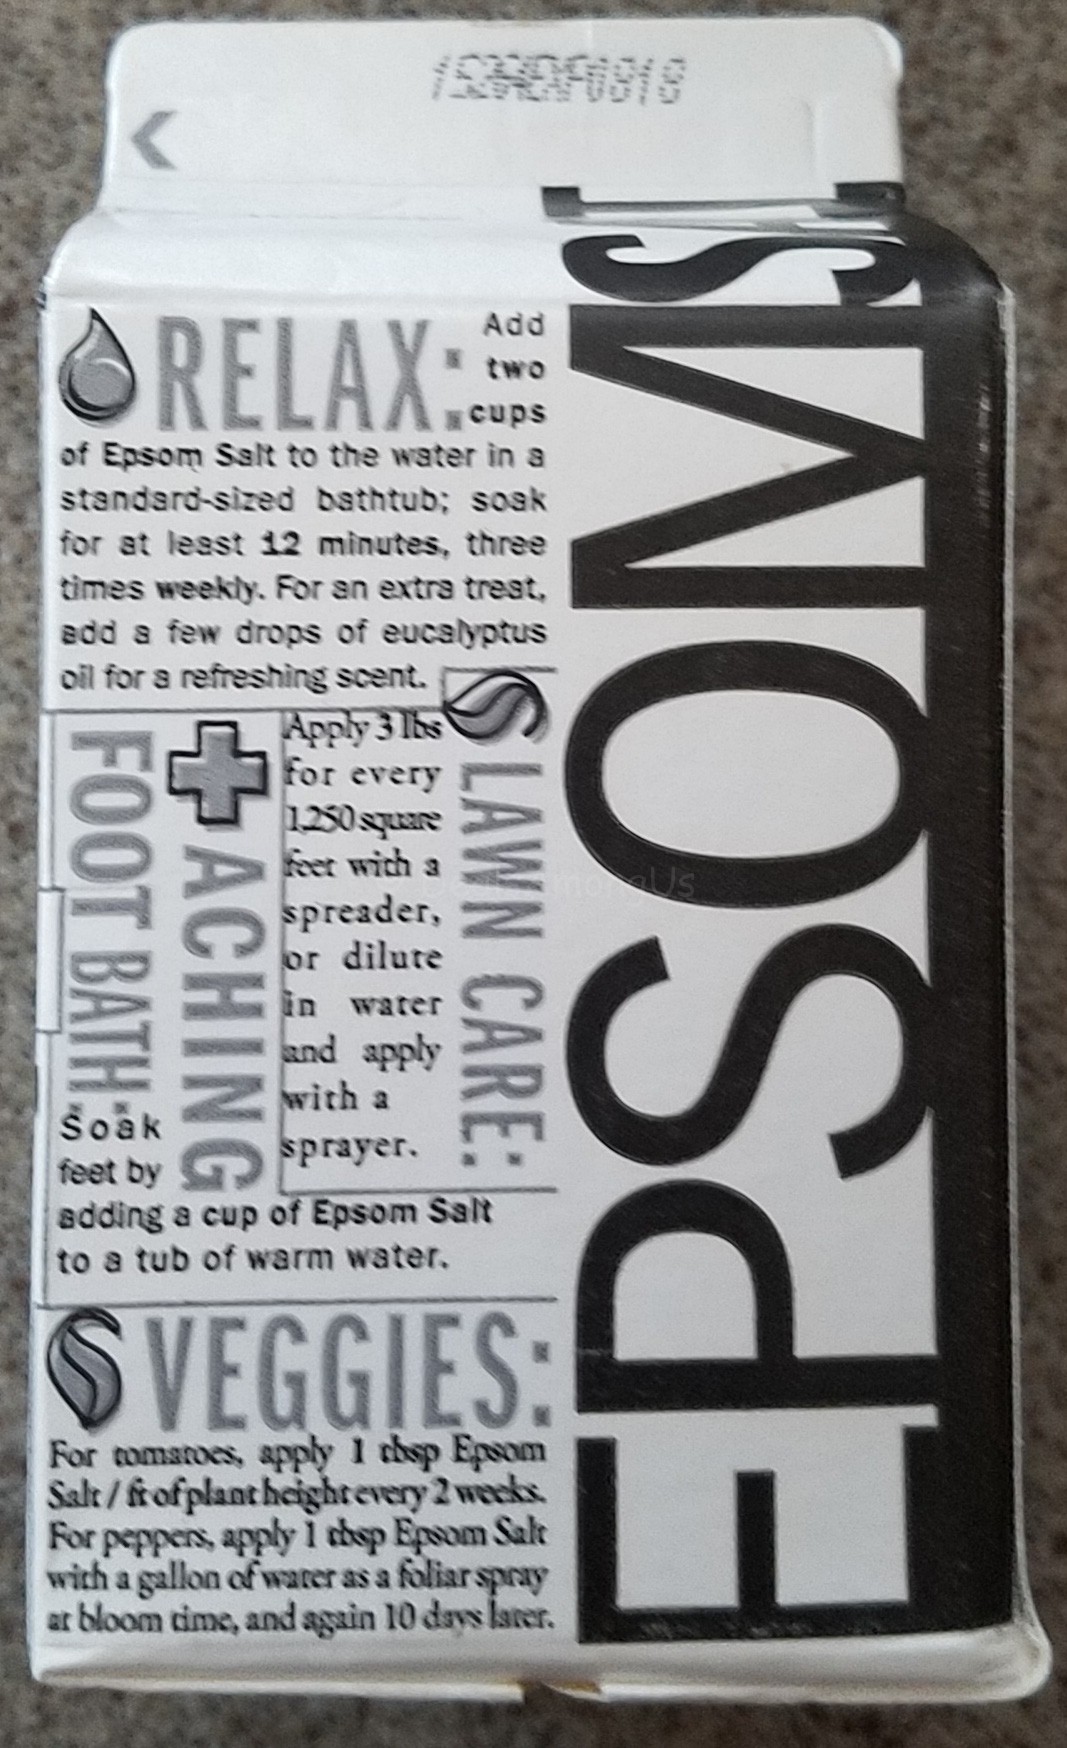 RELAX: Add
two
cups
of Epsom Salt to the water in a
standard-sized bathtub; soak
for at least 12 minutes, three
times weekly. For an extra treat,
add a few drops of eucalyptus
oil for a refreshing scent.
ACHING
FOOT BATH:
Soak
feet by
adding a cup of Epsom Salt
to a tub of warm water.
LAWN CARE:
Apply 3 lbs
for every
1,250 square
feet with a
spreader,
or dilute
in water
and apply
with a
sprayer.
VEGGIES:
For tomatoes, apply 1 tbsp Epsom
Salt / ft of plant height every 2 weeks.
For peppers, apply 1 tbsp Epsom Salt
with a gallon of water as a foliar spray
at bloom time, and again 10 days later.
EPSOM